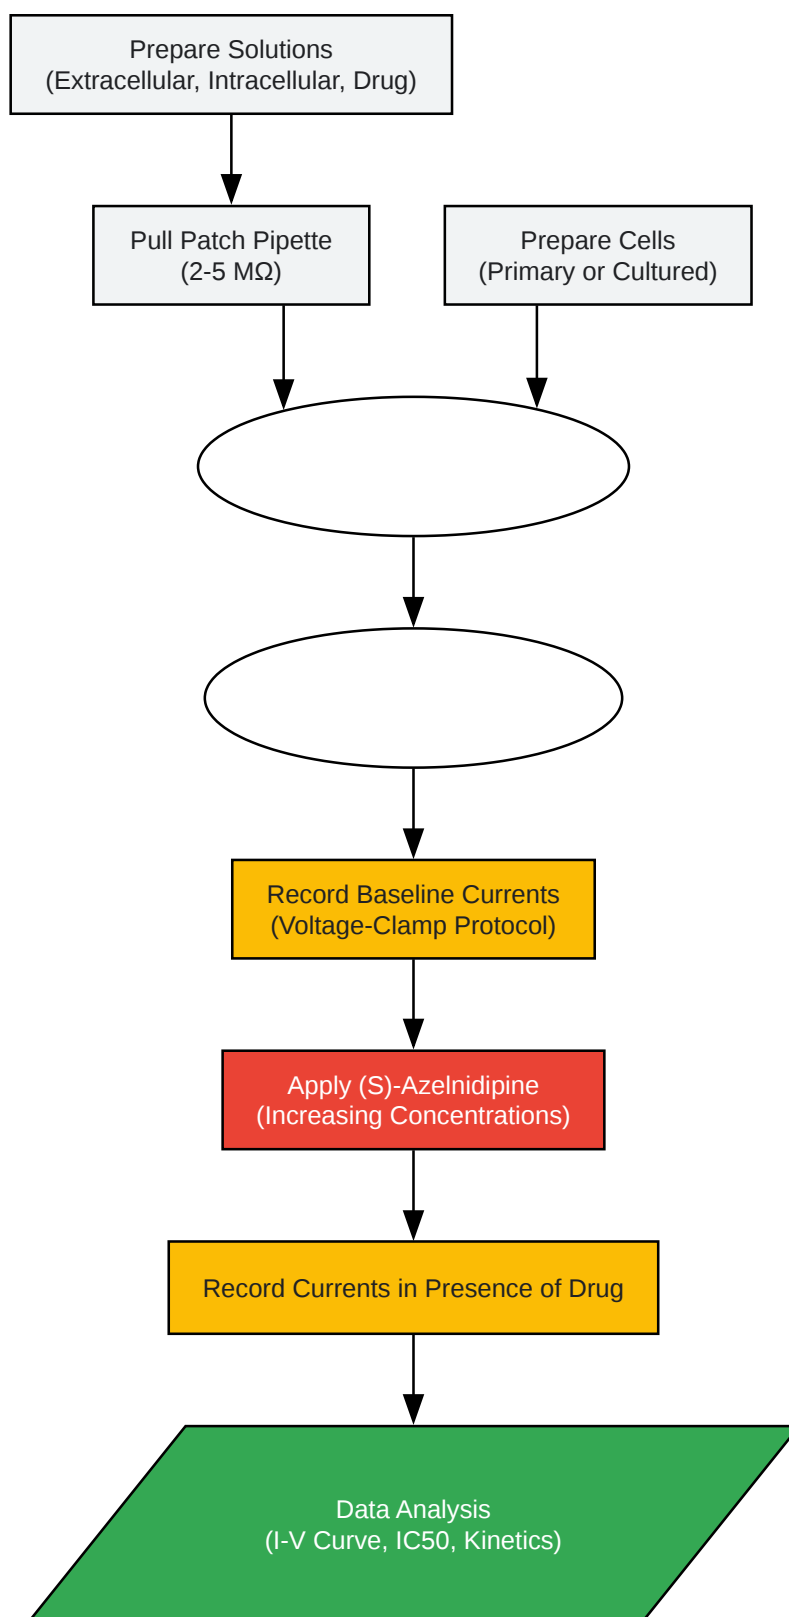 Prepare Solutions
(Extracellular, Intracellular, Drug)
Pull Patch Pipette
(2-5 MΩ)
Prepare Cells
(Primary or Cultured)
Record Baseline Currents
(Voltage-Clamp Protocol)
Apply (S)-Azelnidipine
(Increasing Concentrations)
Record Currents in Presence of Drug
Data Analysis
(I-V Curve, IC50, Kinetics)